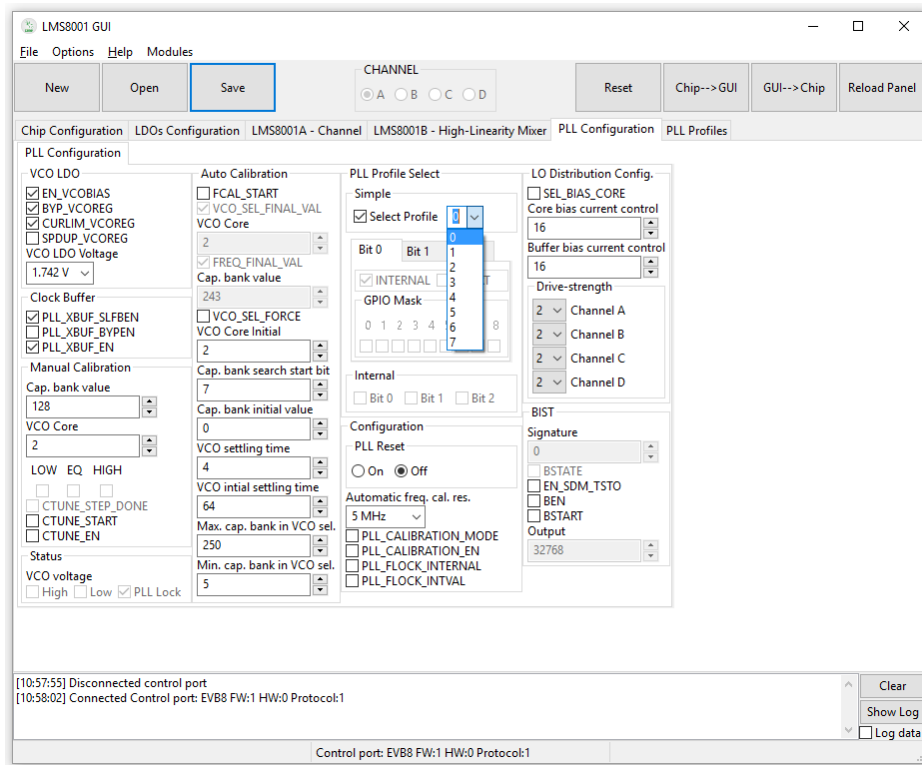 LMS8001 GUI
File Options Help Modules
New Open Save
CHANNEL
A B C D
Reset Chip-->GUI GUI-->Chip Reload Panel
Chip Configuration LDOs Configuration LMS8001A - Channel LMS8001B - High-Linearity Mixer PLL Configuration PLL Profiles
PLL Configuration
VCO LDO
EN_VCOBIAS
BYP_VCOREG
CURLIM_VCOREG
SPDUP_VCOREG
VCO LDO Voltage
1.742 V
Clock Buffer
PLL_XBUF_SLFBEN
PLL_XBUF_BYPEN
PLL_XBUF_EN
Manual Calibration
Cap. bank value
128
VCO Core
2
LOW EQ HIGH
CTUNE_STEP_DONE
CTUNE_START
CTUNE_EN
Status
VCO voltage
High Low PLL Lock
Auto Calibration
FCAL_START
VCO_SEL_FINAL_VAL
VCO Core
2
FREQ_FINAL_VAL
Cap. bank value
243
VCO_SEL_FORCE
VCO Core Initial
2
Cap. bank search start bit
7
Cap. bank initial value
0
VCO settling time
4
VCO intial settling time
64
Max. cap. bank in VCO sel.
250
Min. cap. bank in VCO sel.
5
PLL Profile Select
Simple
Select Profile 0
0
1
2
3
4
5
6
7
Bit 0 Bit 1
INTERNAL
GPIO Mask
0 1 2 3 4 8
Internal
Bit 0 Bit 1 Bit 2
Configuration
PLL Reset
On Off
Automatic freq. cal. res.
5 MHz
PLL_CALIBRATION_MODE
PLL_CALIBRATION_EN
PLL_FLOCK_INTERNAL
PLL_FLOCK_INTVAL
LO Distribution Config.
SEL_BIAS_CORE
Core bias current control
16
Buffer bias current control
16
Drive-strength
2 Channel A
2 Channel B
2 Channel C
2 Channel D
BIST
Signature
0
BSTATE
EN_SDM_TSTO
BEN
BSTART
Output
32768
[10:57:55] Disconnected control port
[10:58:02] Connected Control port: EVB8 FW:1 HW:0 Protocol:1
Clear
Show Log
Log data
Control port: EVB8 FW:1 HW:0 Protocol:1